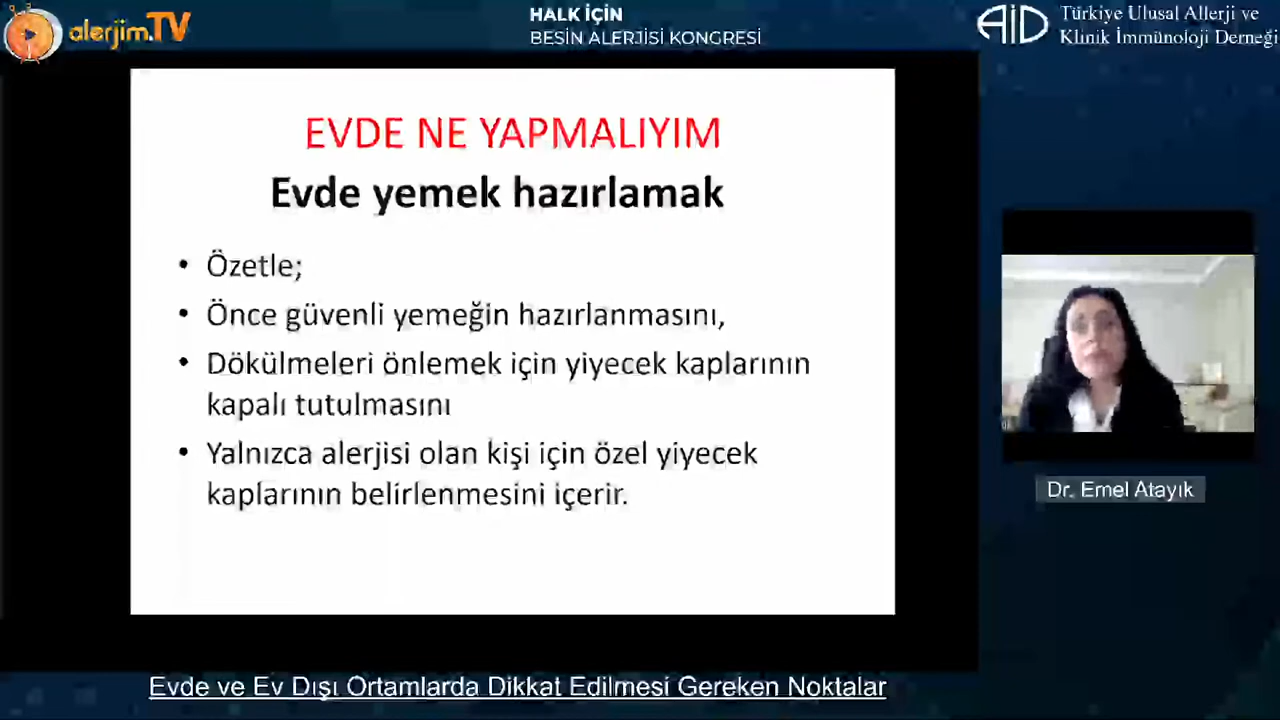 alerjim.TV
HALK İÇİN
BESİN ALERJİSİ KONGRESİ
AİD
Türkiye Ulusal Allerji ve
Klinik İmmünoloji Derneği
EVDE NE YAPMALIYIM
Evde yemek hazırlamak
• Özetle;
• Önce güvenli yemeğin hazırlanmasını,
• Dökülmeleri önlemek için yiyecek kaplarının
kapalı tutulmasını
• Yalnızca alerjisi olan kişi için özel yiyecek
kaplarının belirlenmesini içerir.
Dr. Emel Atayık
Evde ve Ev Dışı Ortamlarda Dikkat Edilmesi Gereken Noktalar